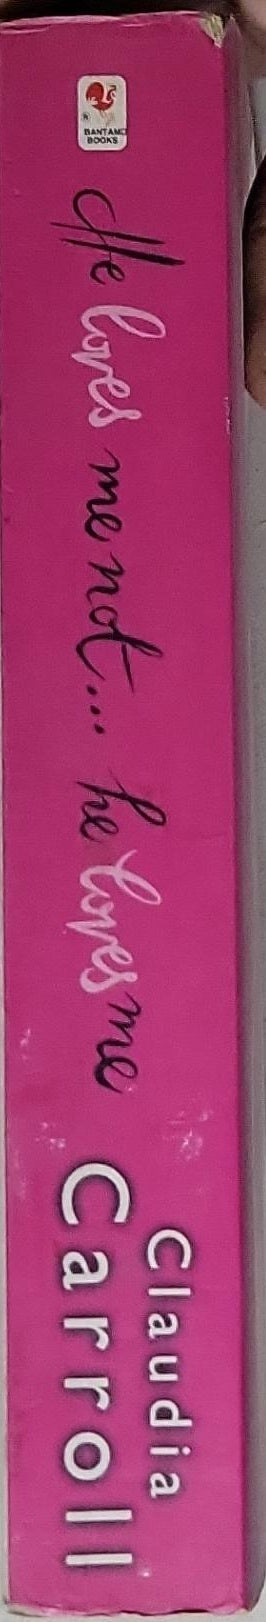 BANTAM
BOOKS
He loves me not... he loves me
Claudia
Carroll